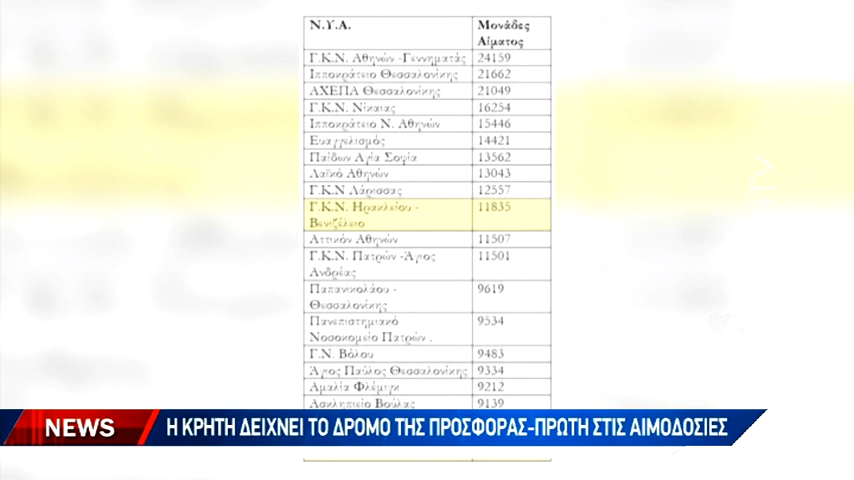 Ν.Υ.Α. Μονάδες
Αίματος
Γ.Κ.Ν. Αθηνών -Γεννηματάς 24159
Ιπποκράτειο Θεσσαλονίκης 21662
ΑΧΕΠΑ Θεσσαλονίκης 21049
Γ.Κ.Ν. Νίκαιας 16254
Ιπποκράτειο Ν. Αθηνών 15446
Ευαγγελισμός 14421
Παίδων Αγία Σοφία 13562
Λαϊκό Αθηνών 13043
Γ.Κ.Ν Λάρισσας 12557
Γ.Κ.Ν. Ηρακλείου - 11835
Βενιζέλειο
Αττικόν Αθηνών 11507
Γ.Κ.Ν. Πατρών -Άγιος 11501
Ανδρέας
Παπανικολάου - 9619
Θεσσαλονίκης
Πανεπιστημιακό 9534
Νοσοκομείο Πατρών .
Γ.Ν. Βόλου 9483
Άγιος Παύλος Θεσσαλονίκης 9334
Αμαλία Φλέμιγκ 9212
Ασκληπιείο Βούλας 9139
NEWS Η ΚΡΗΤΗ ΔΕΙΧΝΕΙ ΤΟ ΔΡΟΜΟ ΤΗΣ ΠΡΟΣΦΟΡΑΣ-ΠΡΩΤΗ ΣΤΙΣ ΑΙΜΟΔΟΣΙΕΣ